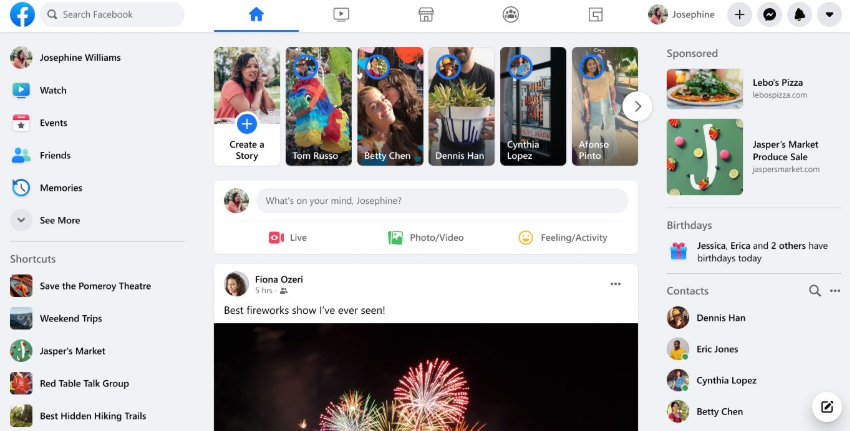 Search Facebook
Josephine
Josephine Williams
Watch
Events
Friends
Memories
See More
Shortcuts
Save the Pomeroy Theatre
Weekend Trips
Jasper's Market
Red Table Talk Group
Best Hidden Hiking Trails
Create a
Story
Tom Russo
Betty Chen
Dennis Han
Cynthia
Lopez
Afonso
Pinto
What's on your mind, Josephine?
Live
Photo/Video
Feeling/Activity
Fiona Ozeri
5 hrs ·
Best fireworks show I've ever seen!
Sponsored
Lebo's Pizza
lebospizza.com
Jasper's Market
Produce Sale
jaspersmarket.com
Birthdays
Jessica, Erica and 2 others have
birthdays today
Contacts
Dennis Han
Eric Jones
Cynthia Lopez
Betty Chen